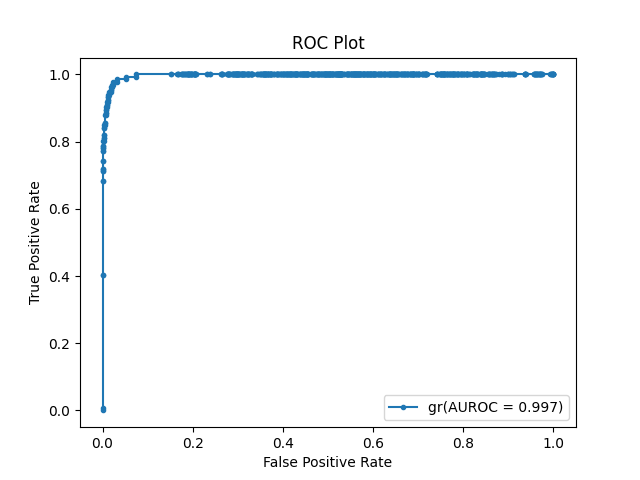 ROC Plot
1.0
0.8
0.6
0.4
0.2
0.0
True Positive Rate
gr(AUROC = 0.997)
0.0 0.2 0.4 0.6 0.8 1.0
False Positive Rate